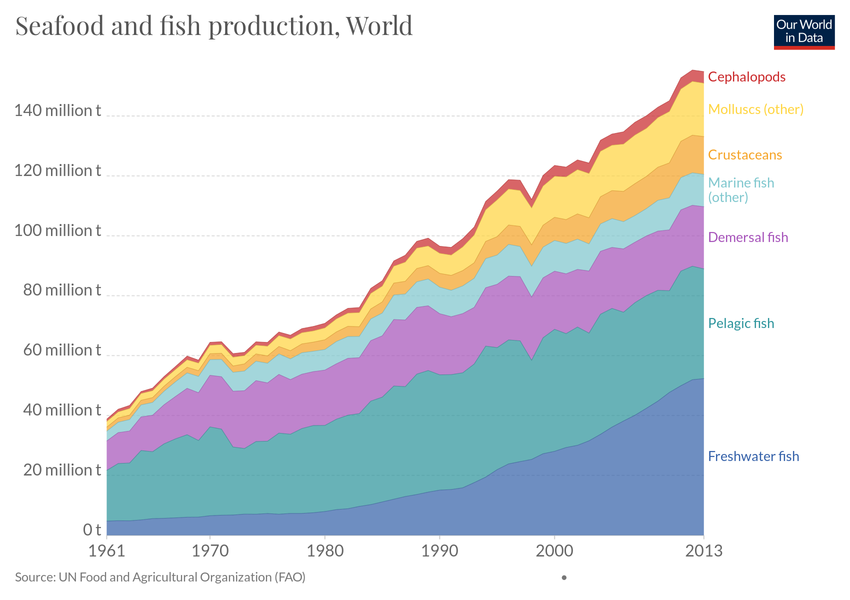 Seafood and fish production, World
Our World
in Data
140 million t
120 million t
100 million t
80 million t
60 million t
40 million t
20 million t
0 t
1961
1970
1980
1990
2000
2013
Cephalopods
Molluscs (other)
Crustaceans
Marine fish
(other)
Demersal fish
Pelagic fish
Freshwater fish
Source: UN Food and Agricultural Organization (FAO)